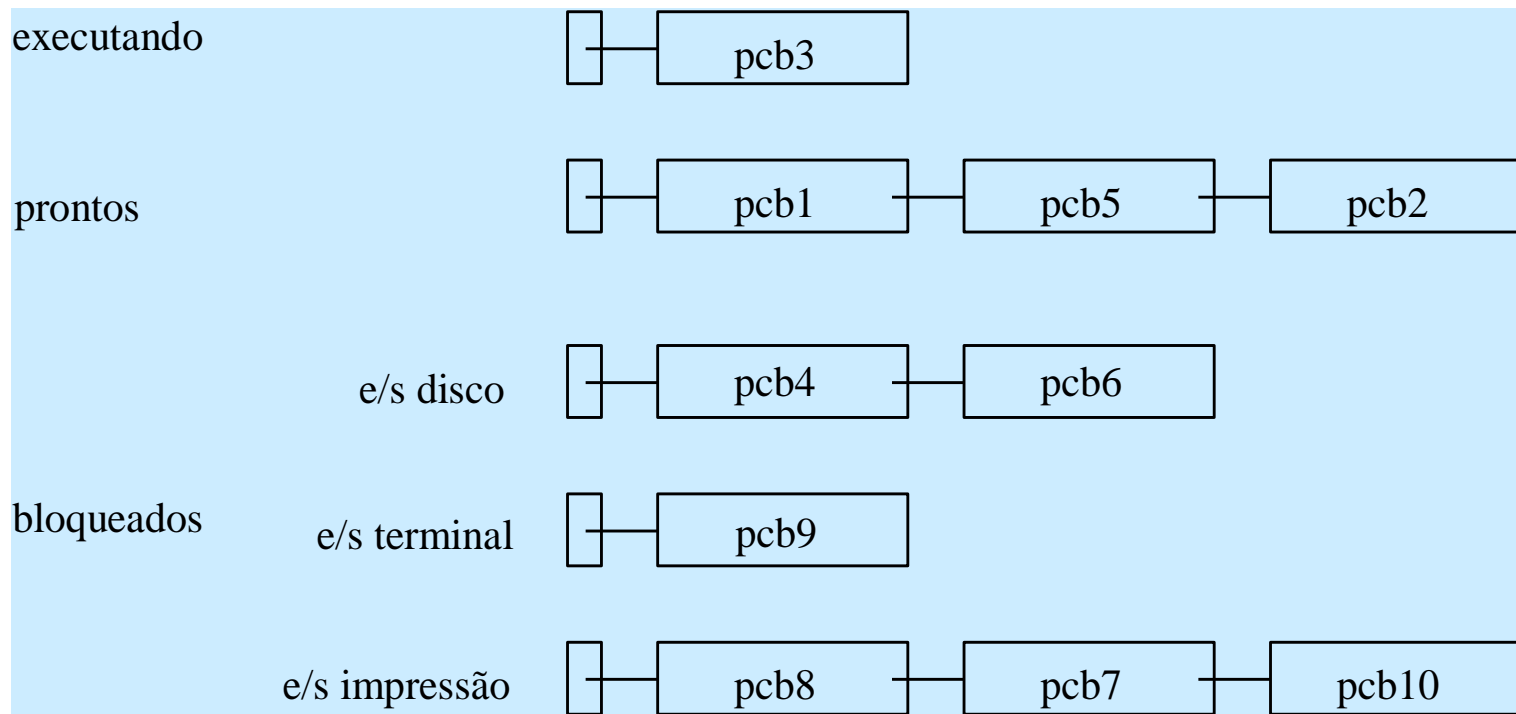 executando pcb3
prontos pcb1 pcb5 pcb2
e/s disco pcb4 pcb6
bloqueados
e/s terminal pcb9
e/s impressão pcb8 pcb7 pcb10